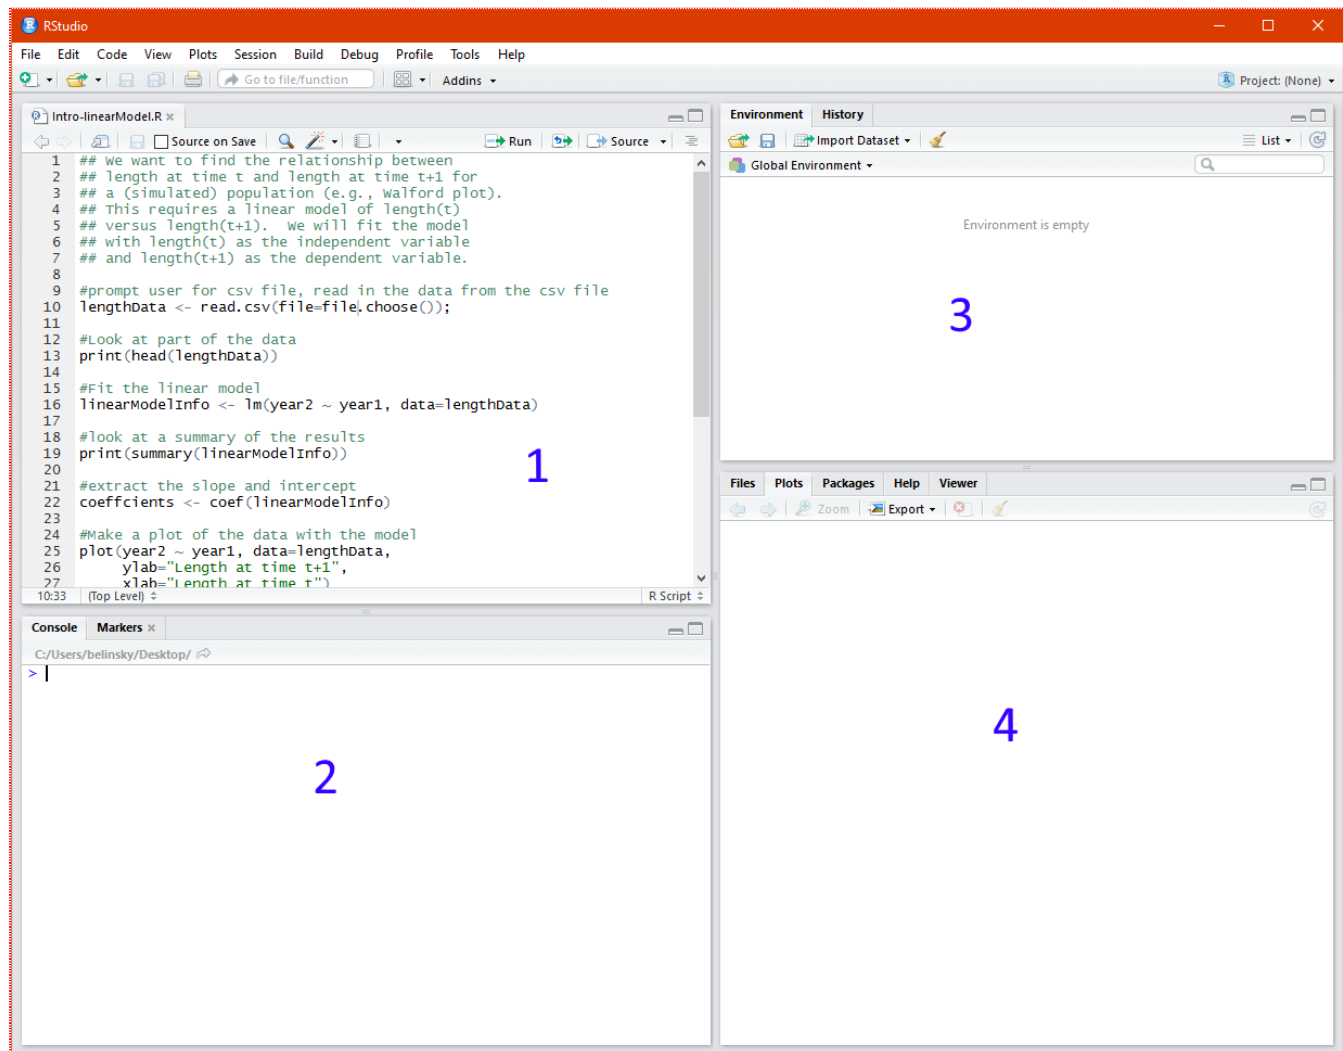 RStudio
File Edit Code View Plots Session Build Debug Profile Tools Help
Go to file/function Addins Project: (None)
Intro-linearModel.R
Source on Save Run Source
1 ## We want to find the relationship between
2 ## length at time t and length at time t+1 for
3 ## a (simulated) population (e.g., Walford plot).
4 ## This requires a linear model of length(t)
5 ## versus length(t+1).  We will fit the model
6 ## with length(t) as the independent variable
7 ## and length(t+1) as the dependent variable.
8
9 #prompt user for csv file, read in the data from the csv file
10 lengthData <- read.csv(file=file.choose());
11
12 #Look at part of the data
13 print(head(lengthData))
14
15 #Fit the linear model
16 linearModelInfo <- lm(year2 ~ year1, data=lengthData)
17
18 #look at a summary of the results
19 print(summary(linearModelInfo))
20
21 #extract the slope and intercept
22 coeffcients <- coef(linearModelInfo)
23
24 #Make a plot of the data with the model
25 plot(year2 ~ year1, data=lengthData,
26      ylab="Length at time t+1",
27      xlab="Length at time t")
1
10:33 (Top Level) R Script
Console Markers
C:/Users/belinsky/Desktop/
>
2
Environment History
Import Dataset List
Global Environment
Environment is empty
3
Files Plots Packages Help Viewer
Zoom Export
4